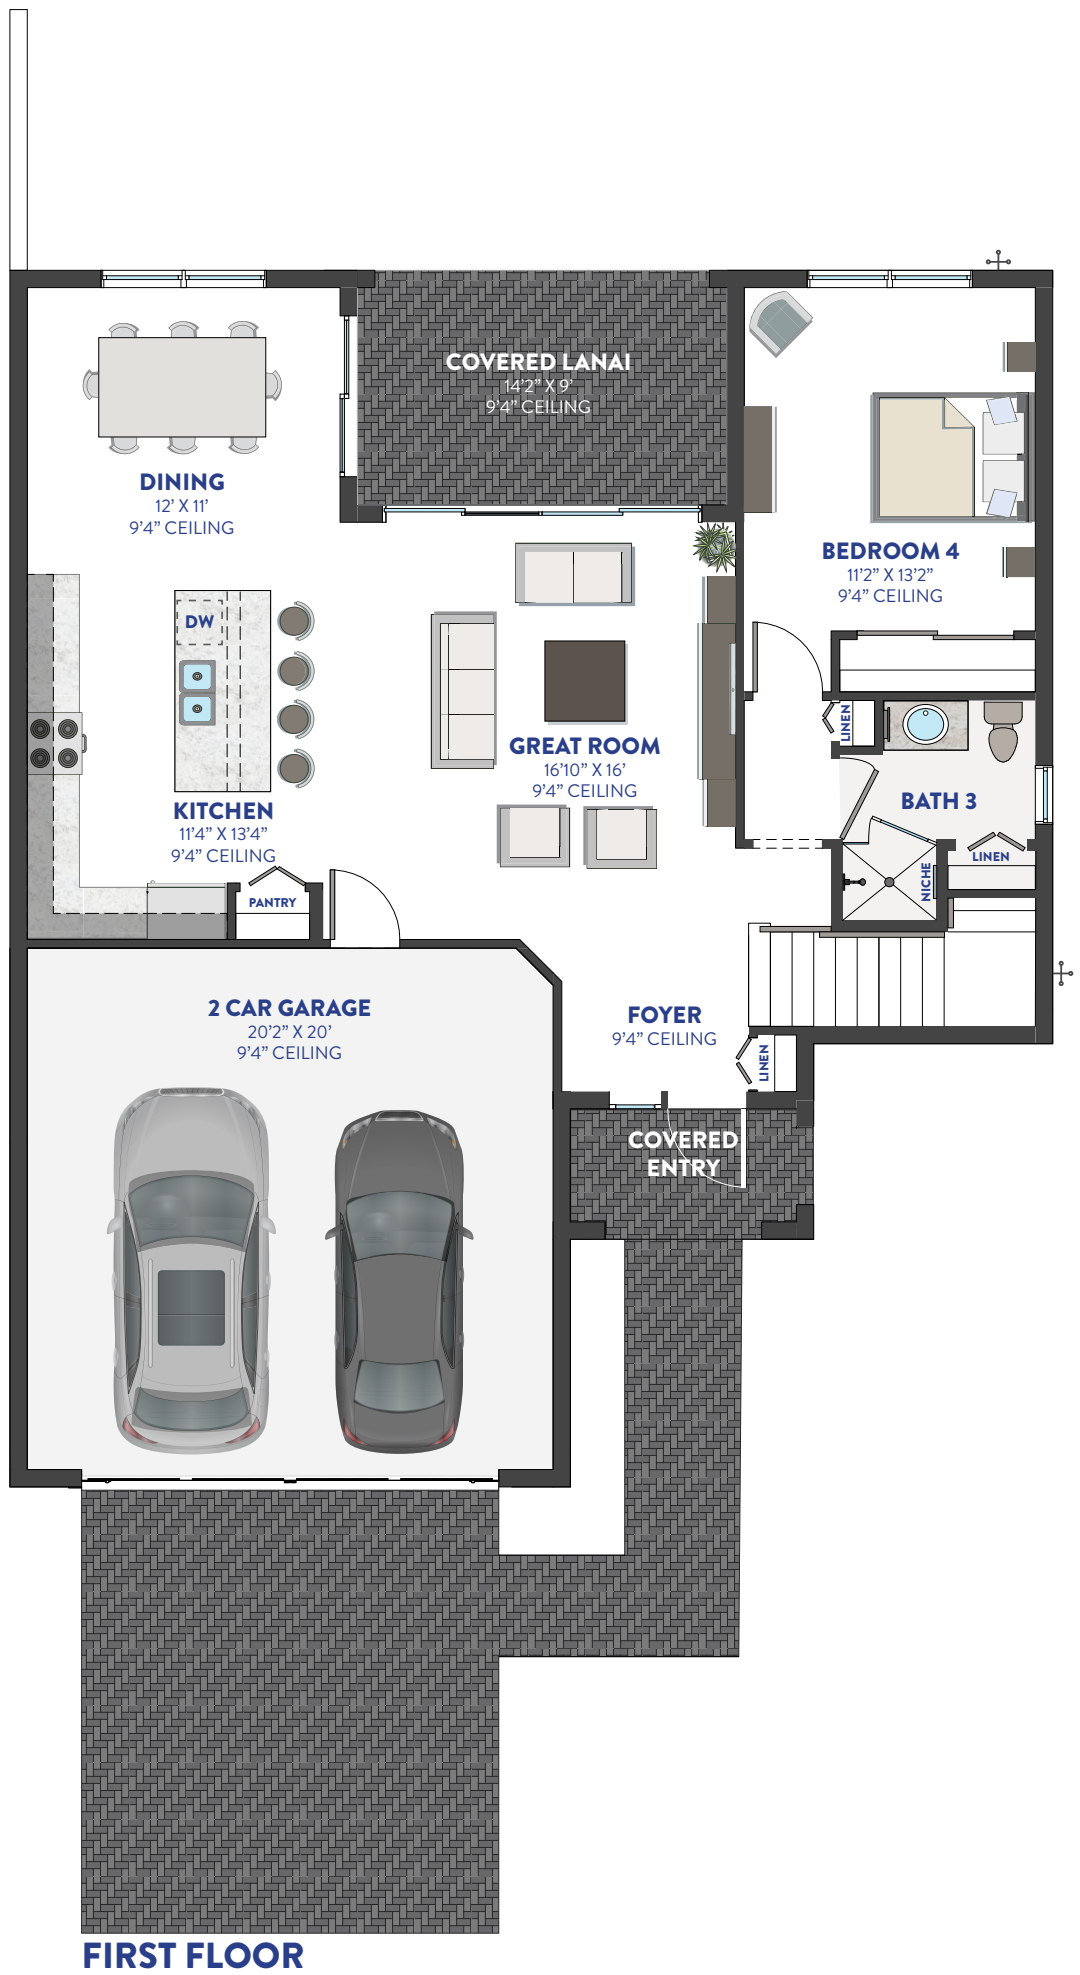 COVERED LANAI
14’2” X 9’
9’4” CEILING
DINING
12’ X 11’
9’4” CEILING
BEDROOM 4
11’2” X 13’2”
9’4” CEILING
DW
LINEN
GREAT ROOM
16’10” X 16’
9’4” CEILING
KITCHEN
11’4” X 13’4”
9’4” CEILING
BATH 3
LINEN
NICHE
PANTRY
2 CAR GARAGE
20’2” X 20’
9’4” CEILING
FOYER
9’4” CEILING
LINEN
COVERED
ENTRY
FIRST FLOOR